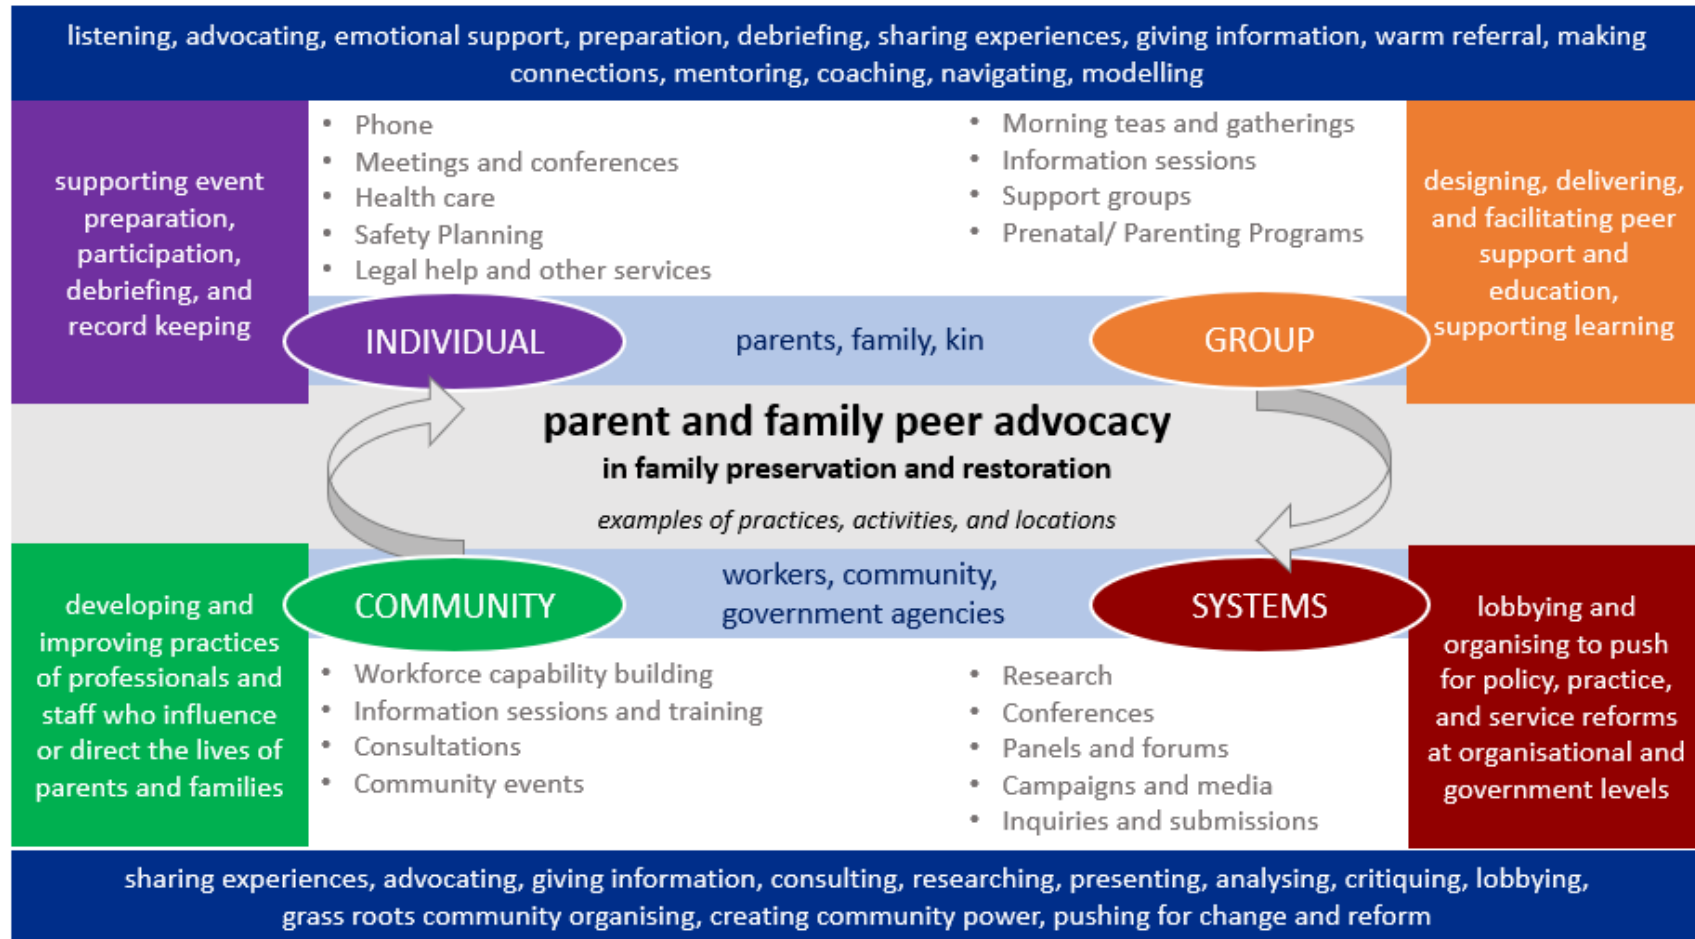 listening, advocating, emotional support, preparation, debriefing, sharing experiences, giving information, warm referral, making
connections, mentoring, coaching, navigating, modelling
supporting event
preparation,
participation,
debriefing, and
record keeping
• Phone
• Meetings and conferences
• Health care
• Safety Planning
• Legal help and other services
• Morning teas and gatherings
• Information sessions
• Support groups
• Prenatal/ Parenting Programs
designing, delivering,
and facilitating peer
support and
education,
supporting learning
INDIVIDUAL
parents, family, kin
GROUP
parent and family peer advocacy
in family preservation and restoration
examples of practices, activities, and locations
COMMUNITY
workers, community,
government agencies
SYSTEMS
developing and
improving practices
of professionals and
staff who influence
or direct the lives of
parents and families
• Workforce capability building
• Information sessions and training
• Consultations
• Community events
• Research
• Conferences
• Panels and forums
• Campaigns and media
• Inquiries and submissions
lobbying and
organising to push
for policy, practice,
and service reforms
at organisational and
government levels
sharing experiences, advocating, giving information, consulting, researching, presenting, analysing, critiquing, lobbying,
grass roots community organising, creating community power, pushing for change and reform